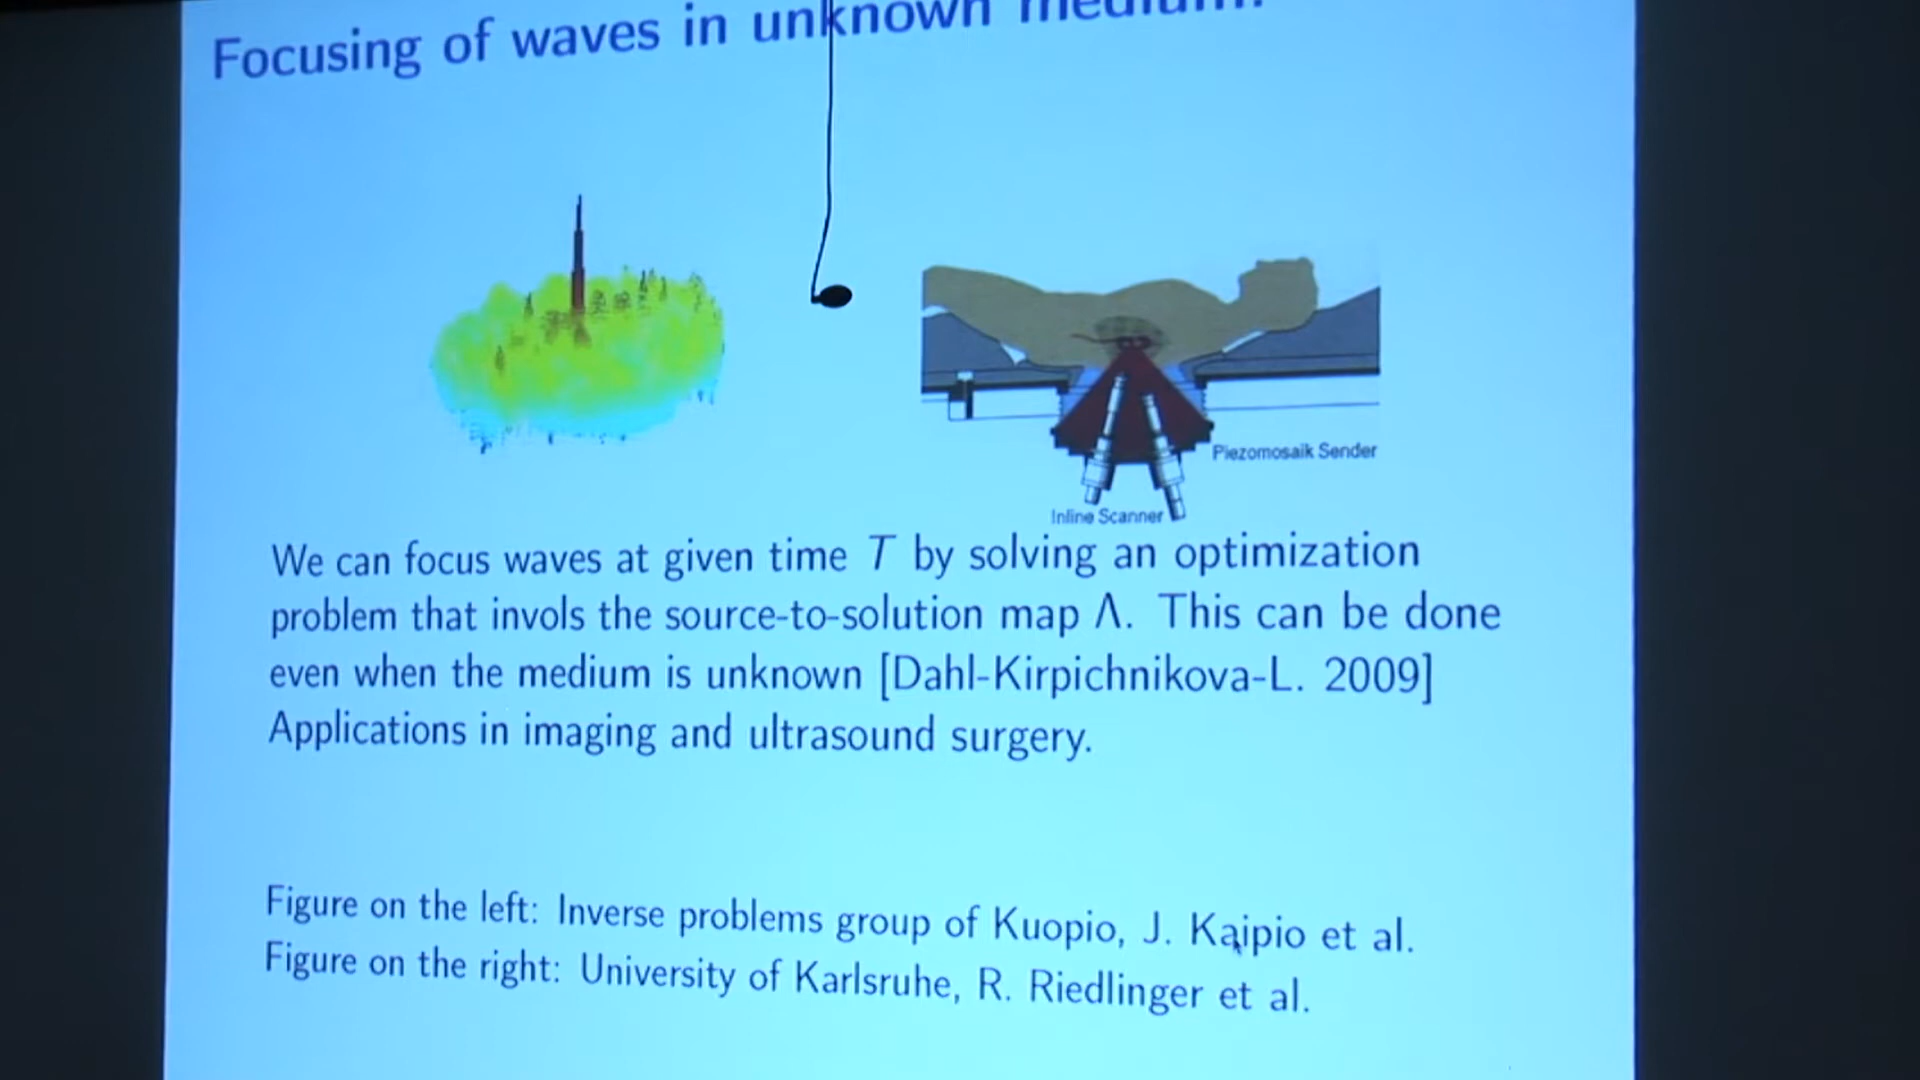 Focusing of waves in unknown medium.
Piezomosaik Sender
Inline Scanner
We can focus waves at given time T by solving an optimization
problem that invols the source-to-solution map Λ. This can be done
even when the medium is unknown [Dahl-Kirpichnikova-L. 2009]
Applications in imaging and ultrasound surgery.
Figure on the left: Inverse problems group of Kuopio, J. Kaipio et al.
Figure on the right: University of Karlsruhe, R. Riedlinger et al.